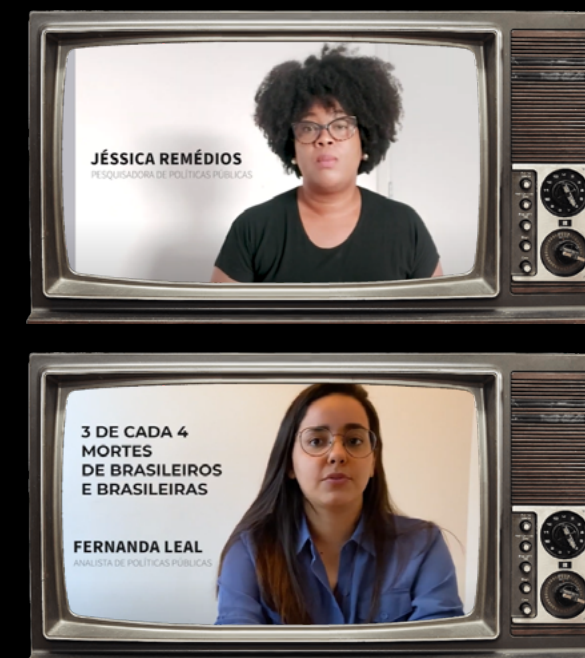 JÉSSICA REMÉDIOS
PESQUISADORA DE POLÍTICAS PÚBLICAS
3 DE CADA 4
MORTES
DE BRASILEIROS
E BRASILEIRAS
FERNANDA LEAL
ANALISTA DE POLÍTICAS PÚBLICAS